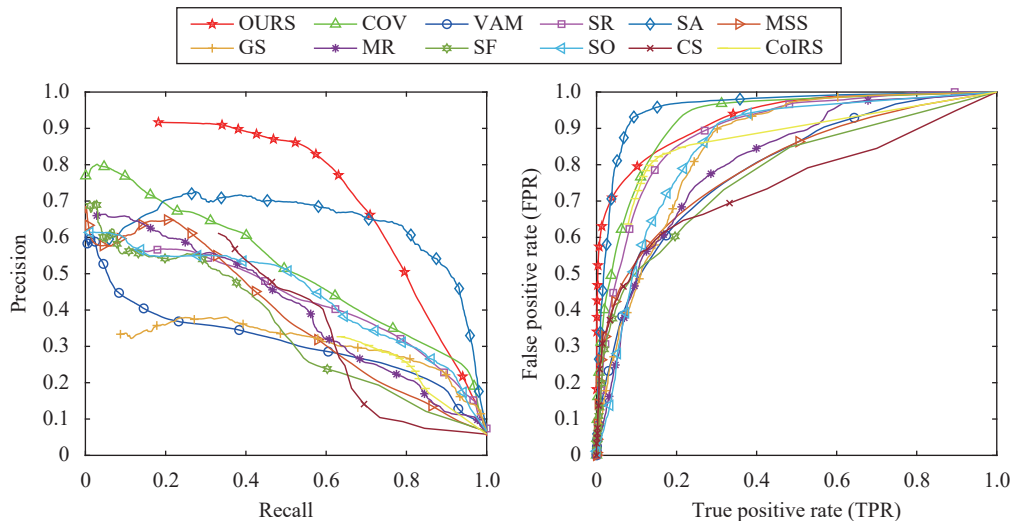 OURS COV VAM SR SA MSS
GS MR SF SO CS CoIRS
Precision
1.0
0.9
0.8
0.7
0.6
0.5
0.4
0.3
0.2
0.1
0
0 0.2 0.4 0.6 0.8 1.0
Recall
False positive rate (FPR)
1.0
0.9
0.8
0.7
0.6
0.5
0.4
0.3
0.2
0.1
0
0 0.2 0.4 0.6 0.8 1.0
True positive rate (TPR)